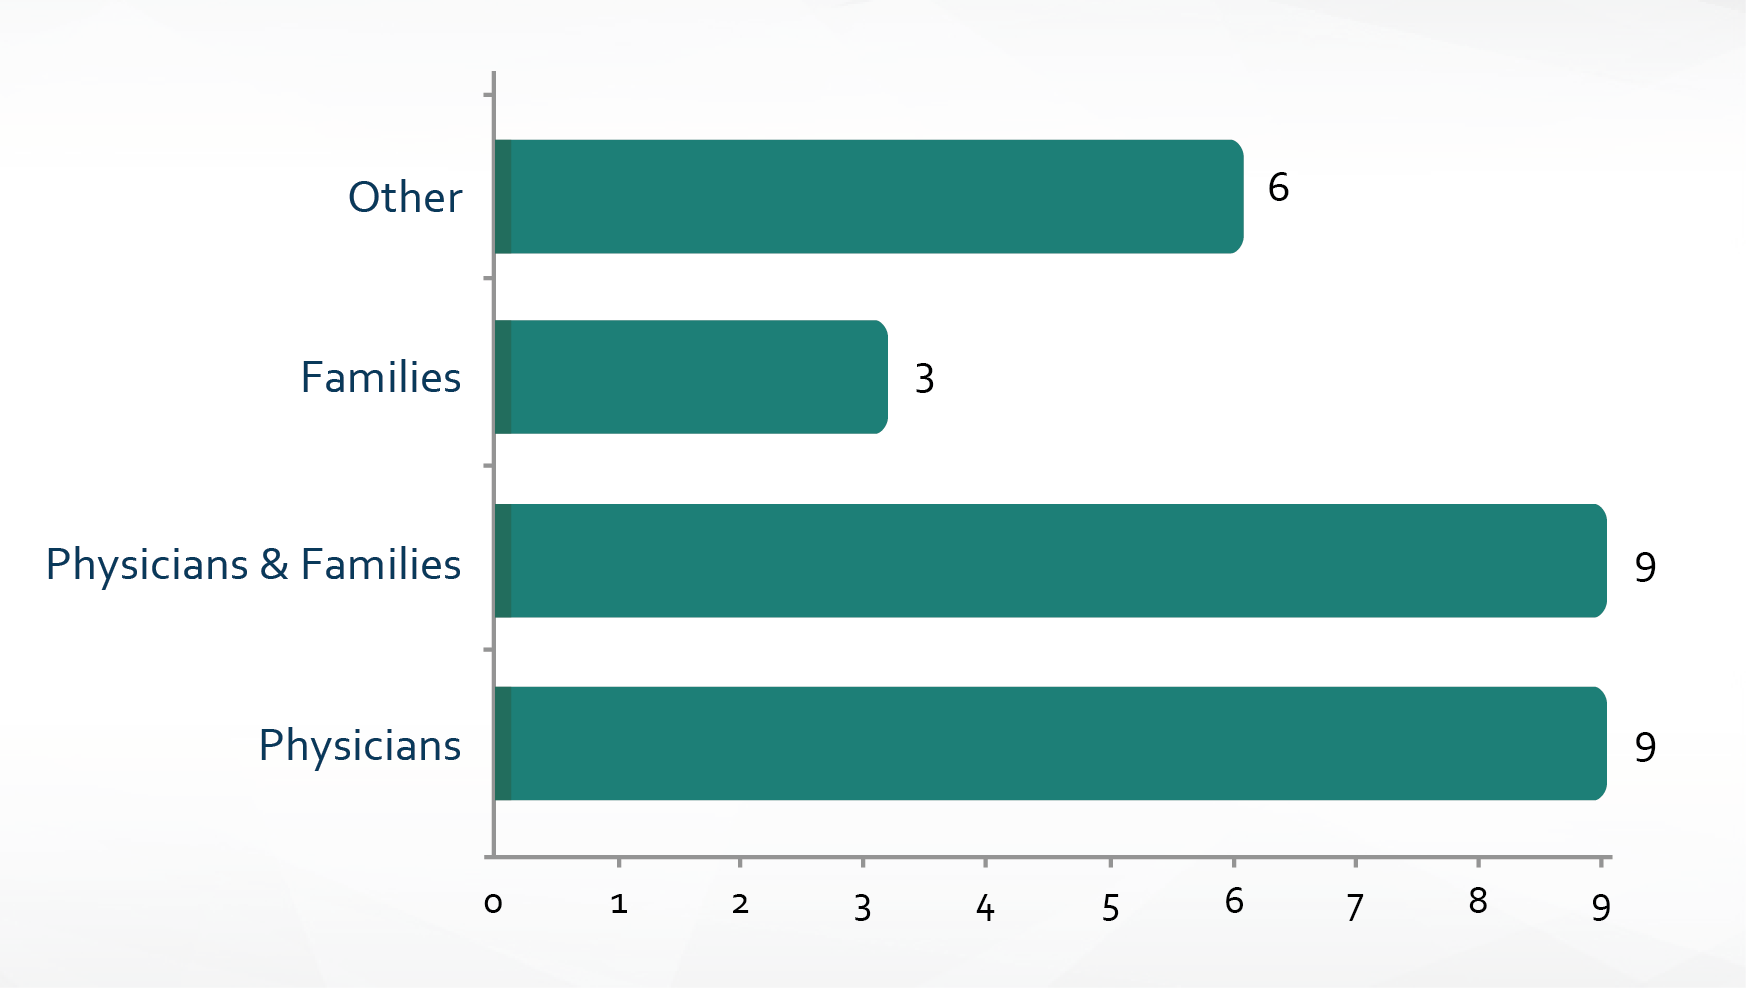 Other
6
Families
3
Physicians & Families
9
Physicians
9
0 1 2 3 4 5 6 7 8 9